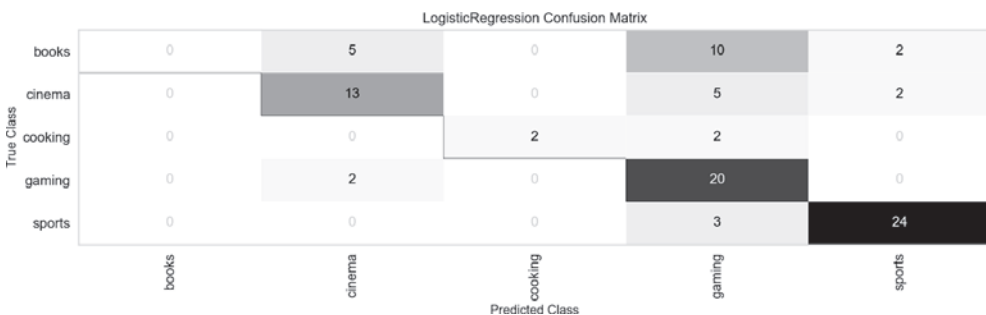 LogisticRegression Confusion Matrix
True Class
books 0 5 0 10 2
cinema 0 13 0 5 2
cooking 0 0 2 2 0
gaming 0 2 0 20 0
sports 0 0 0 3 24
books cinema cooking gaming sports
Predicted Class